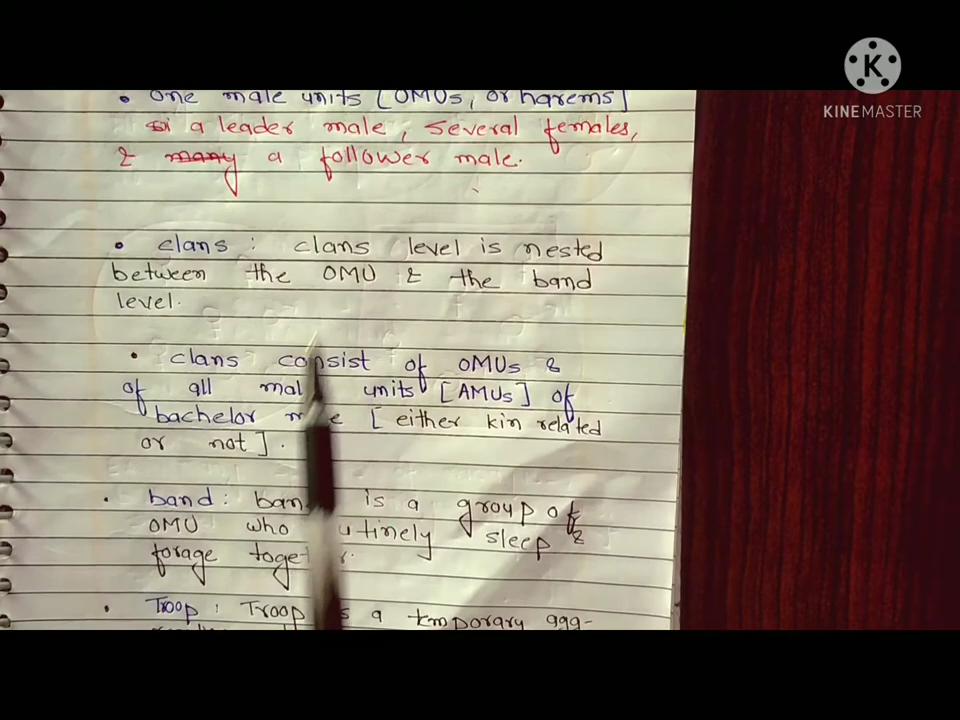 K
KINEMASTER
• One male units [OMUs, or harems]
a leader male, several females,
& many a follower male.
• clans : clans level is nested
between the OMU & the band
level.
• clans consist of OMUs &
of all units [AMUs] of
bachelor [either kin related
or not].
• band : is a group of
OMU who sleep &
forage
• Troop : Troop a tmporary agg-